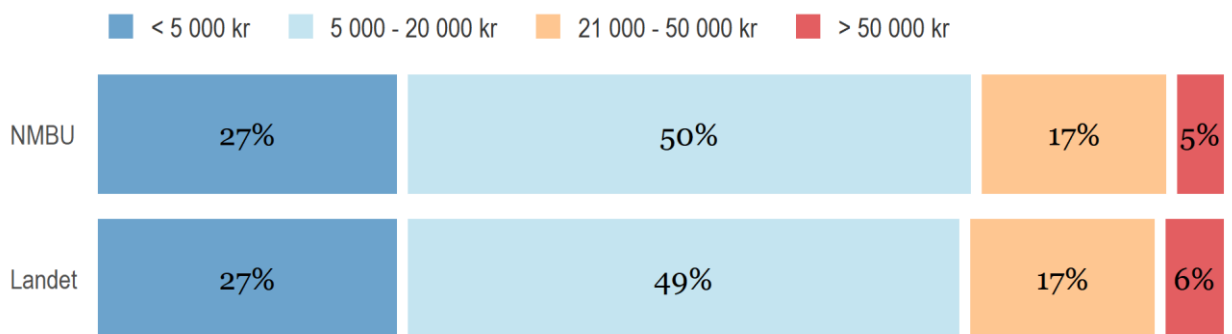 < 5 000 kr 5 000 - 20 000 kr 21 000 - 50 000 kr > 50 000 kr
NMBU 27% 50% 17% 5%
Landet 27% 49% 17% 6%